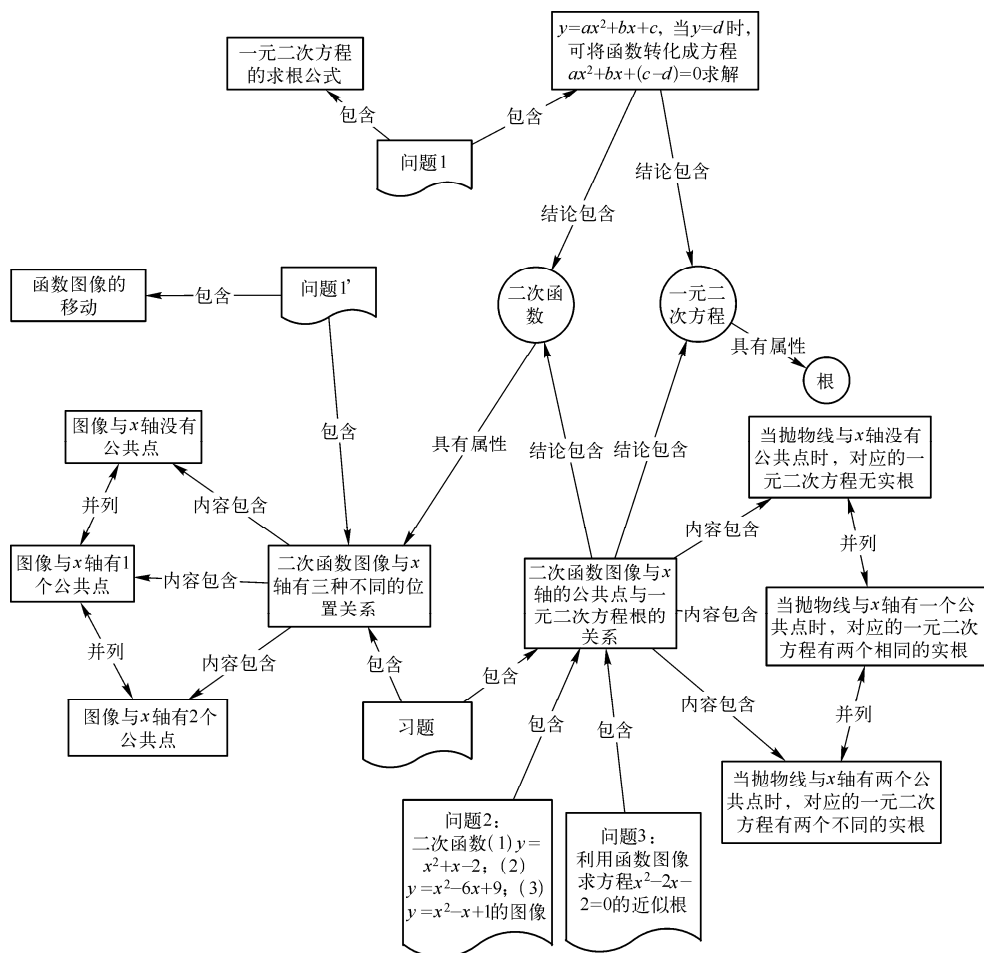 y=ax²+bx+c, 当y=d时,
可将函数转化成方程
ax²+bx+(c-d)=0求解
一元二次方程
的求根公式
包含
包含
问题1
结论包含
结论包含
函数图像的
移动
包含
问题1’
二次函
数
一元二
次方程
具有属性
根
图像与x轴没有
公共点
包含
具有属性
结论包含
结论包含
当抛物线与x轴没有
公共点时，对应的一
元二次方程无实根
并列
内容包含
内容包含
并列
图像与x轴有1
个公共点
内容包含
二次函数图像与x
轴有三种不同的位
置关系
二次函数图像与x
轴的公共点与一
元二次方程根的
关系
内容包含
当抛物线与x轴有一个公
共点时，对应的一元二次
方程有两个相同的实根
并列
内容包含
包含
包含
图像与x轴有2个
公共点
习题
包含
包含
内容包含
并列
当抛物线与x轴有两个公
共点时，对应的一元二次
方程有两个不同的实根
问题2：
二次函数(1)y=
x²+x-2；(2)
y=x²-6x+9；(3)
y=x²-x+1的图像
问题3：
利用函数图像
求方程x²-2x-
2=0的近似根